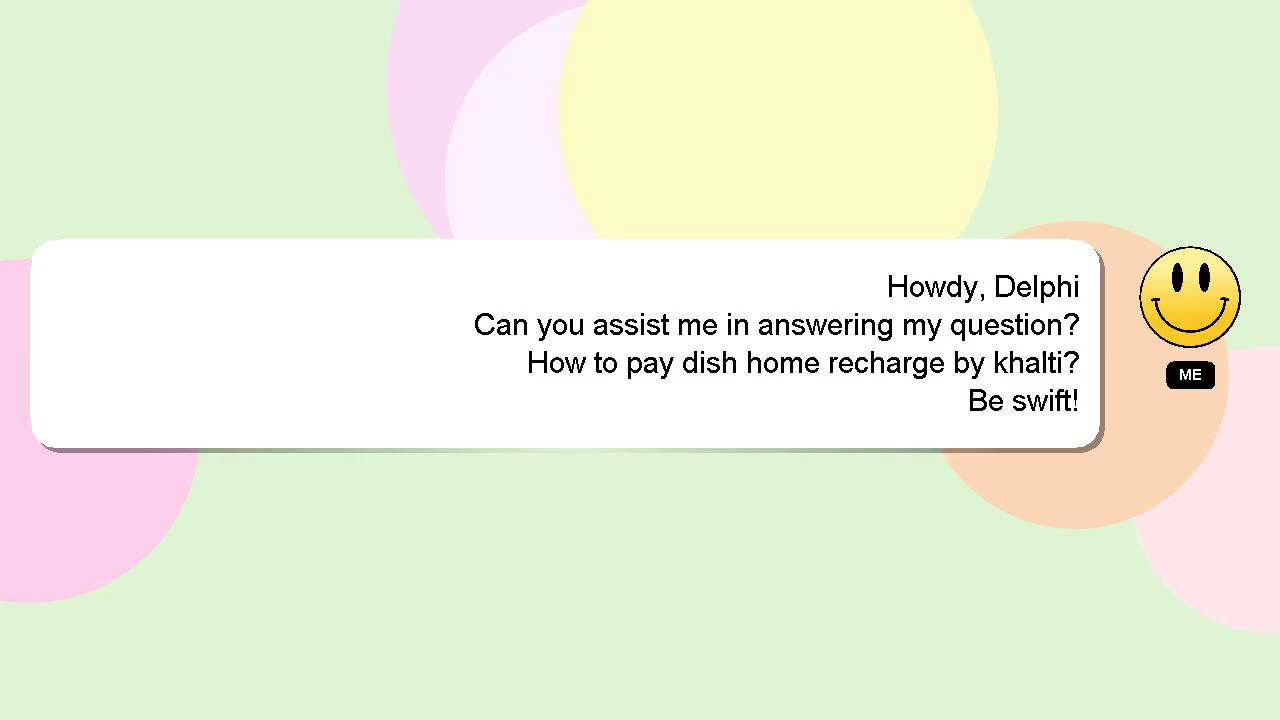 Howdy, Delphi
Can you assist me in answering my question?
How to pay dish home recharge by khalti?
Be swift!
ME